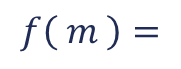 f(m) =